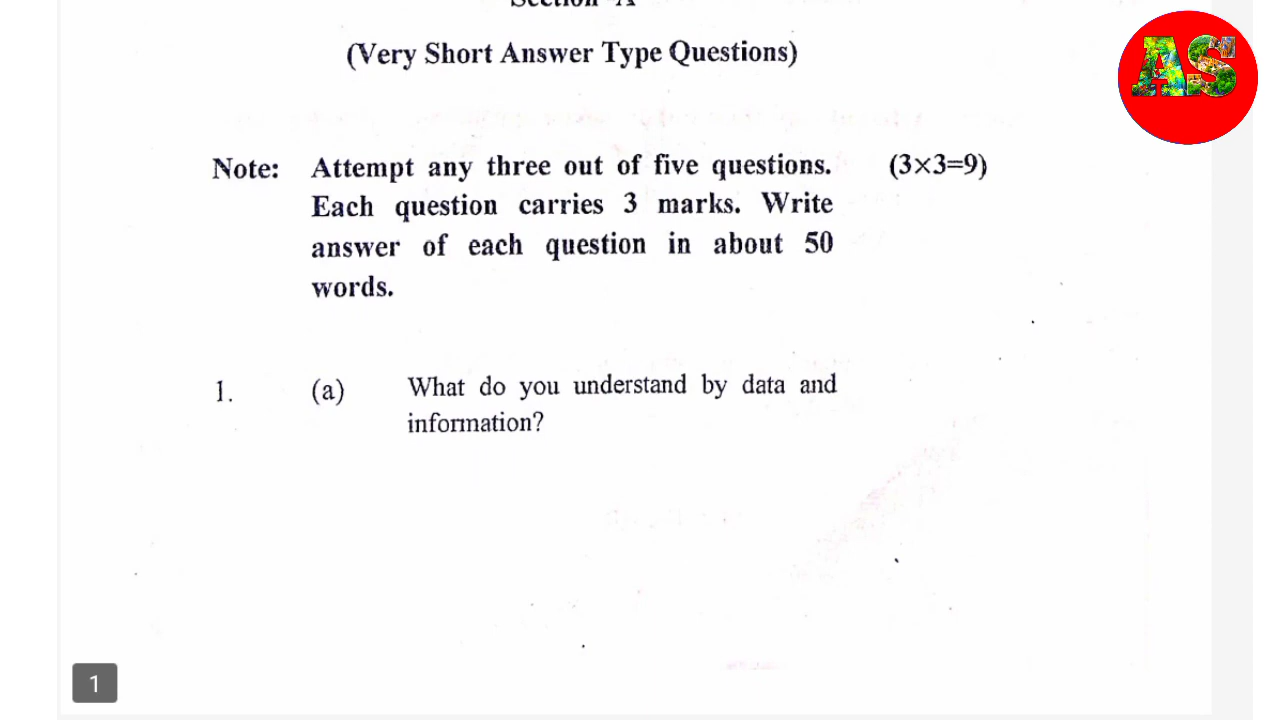 Section-A
(Very Short Answer Type Questions)
AS
Note: Attempt any three out of five questions. (3×3=9)
Each question carries 3 marks. Write
answer of each question in about 50
words.
1. (a) What do you understand by data and
information?
1